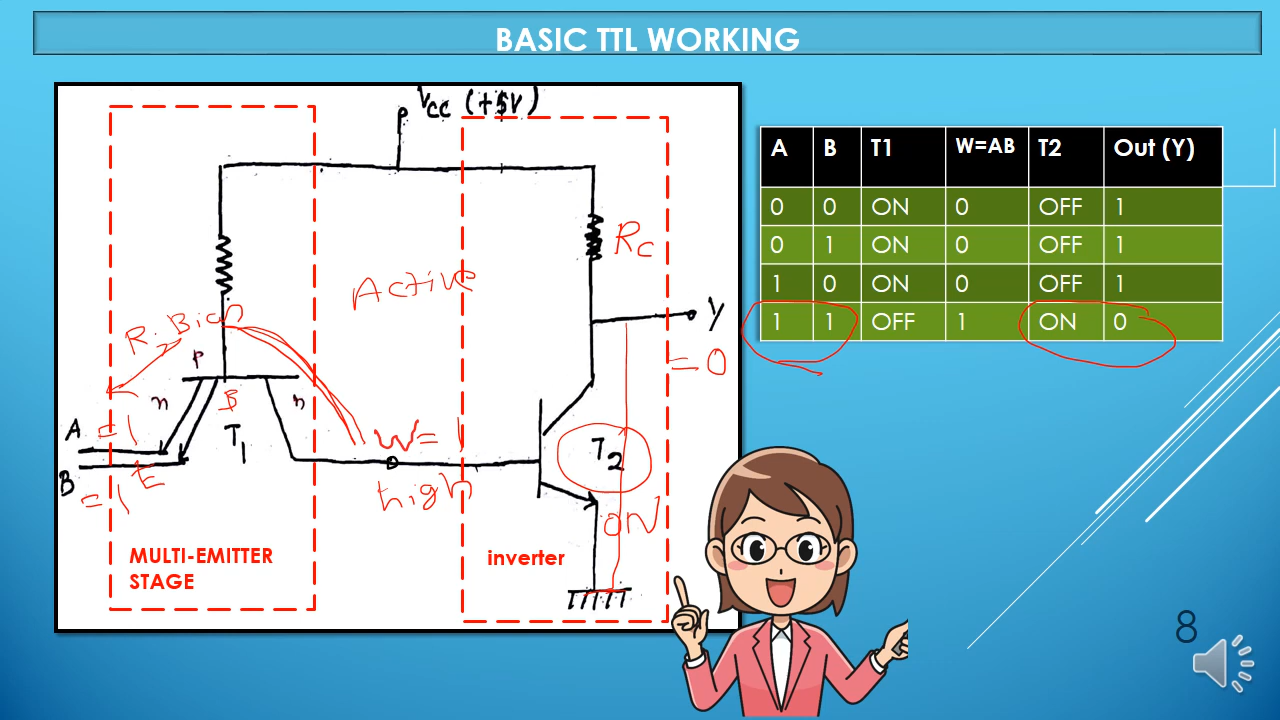 BASIC TTL WORKING
Vcc (+5V)
Rc
Active
Y
= 0
R. Bias
p
n
B
n
A = 1
T1
B = 1
E
W = 1
high
T2
ON
MULTI-EMITTER
STAGE
inverter
A B T1 W=AB T2 Out (Y)
0 0 ON 0 OFF 1
0 1 ON 0 OFF 1
1 0 ON 0 OFF 1
1 1 OFF 1 ON 0
8